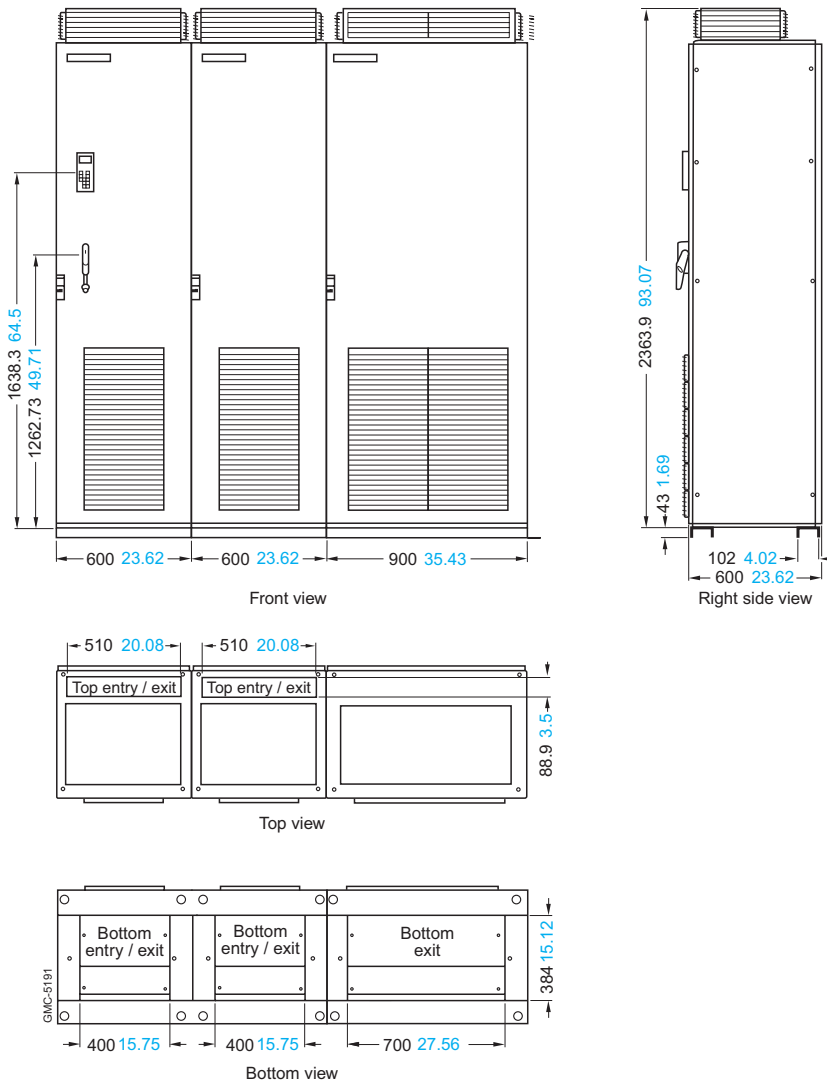 1638.3 64.5
1262.73 49.71
2363.9 93.07
43 1.69
600 23.62
600 23.62
900 35.43
102 4.02
600 23.62
Front view
Right side view
510 20.08
510 20.08
Top entry / exit
Top entry / exit
88.9 3.5
Top view
Bottom
entry / exit
Bottom
entry / exit
Bottom
exit
384 15.12
GMC-5191
400 15.75
400 15.75
700 27.56
Bottom view